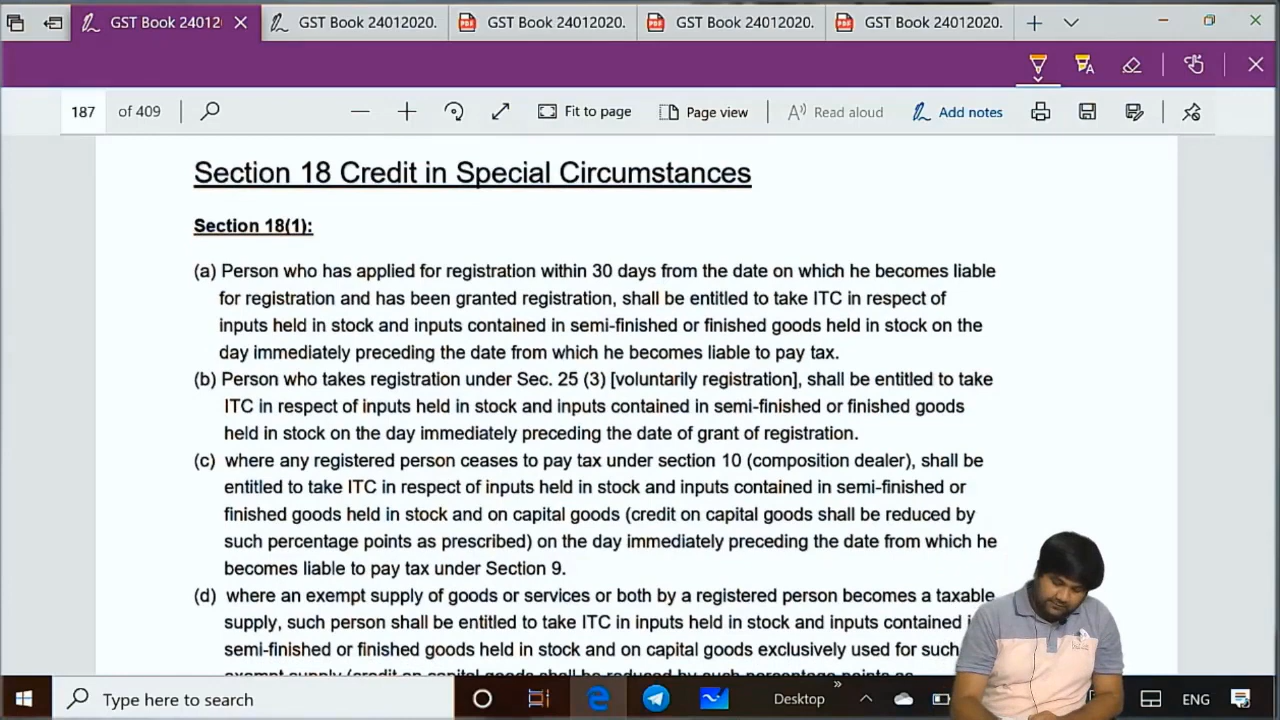 GST Book 24012
GST Book 24012020.
GST Book 24012020.
GST Book 24012020.
GST Book 24012020.
187 of 409
Fit to page
Page view
Read aloud
Add notes
Section 18 Credit in Special Circumstances
Section 18(1):
(a) Person who has applied for registration within 30 days from the date on which he becomes liable
for registration and has been granted registration, shall be entitled to take ITC in respect of
inputs held in stock and inputs contained in semi-finished or finished goods held in stock on the
day immediately preceding the date from which he becomes liable to pay tax.
(b) Person who takes registration under Sec. 25 (3) [voluntarily registration], shall be entitled to take
ITC in respect of inputs held in stock and inputs contained in semi-finished or finished goods
held in stock on the day immediately preceding the date of grant of registration.
(c) where any registered person ceases to pay tax under section 10 (composition dealer), shall be
entitled to take ITC in respect of inputs held in stock and inputs contained in semi-finished or
finished goods held in stock and on capital goods (credit on capital goods shall be reduced by
such percentage points as prescribed) on the day immediately preceding the date from which he
becomes liable to pay tax under Section 9.
(d) where an exempt supply of goods or services or both by a registered person becomes a taxable
supply, such person shall be entitled to take ITC in inputs held in stock and inputs contained
semi-finished or finished goods held in stock and on capital goods exclusively used for such
exempt supply (credit on capital goods shall be reduced by such percentage points as
Type here to search
Desktop
ENG